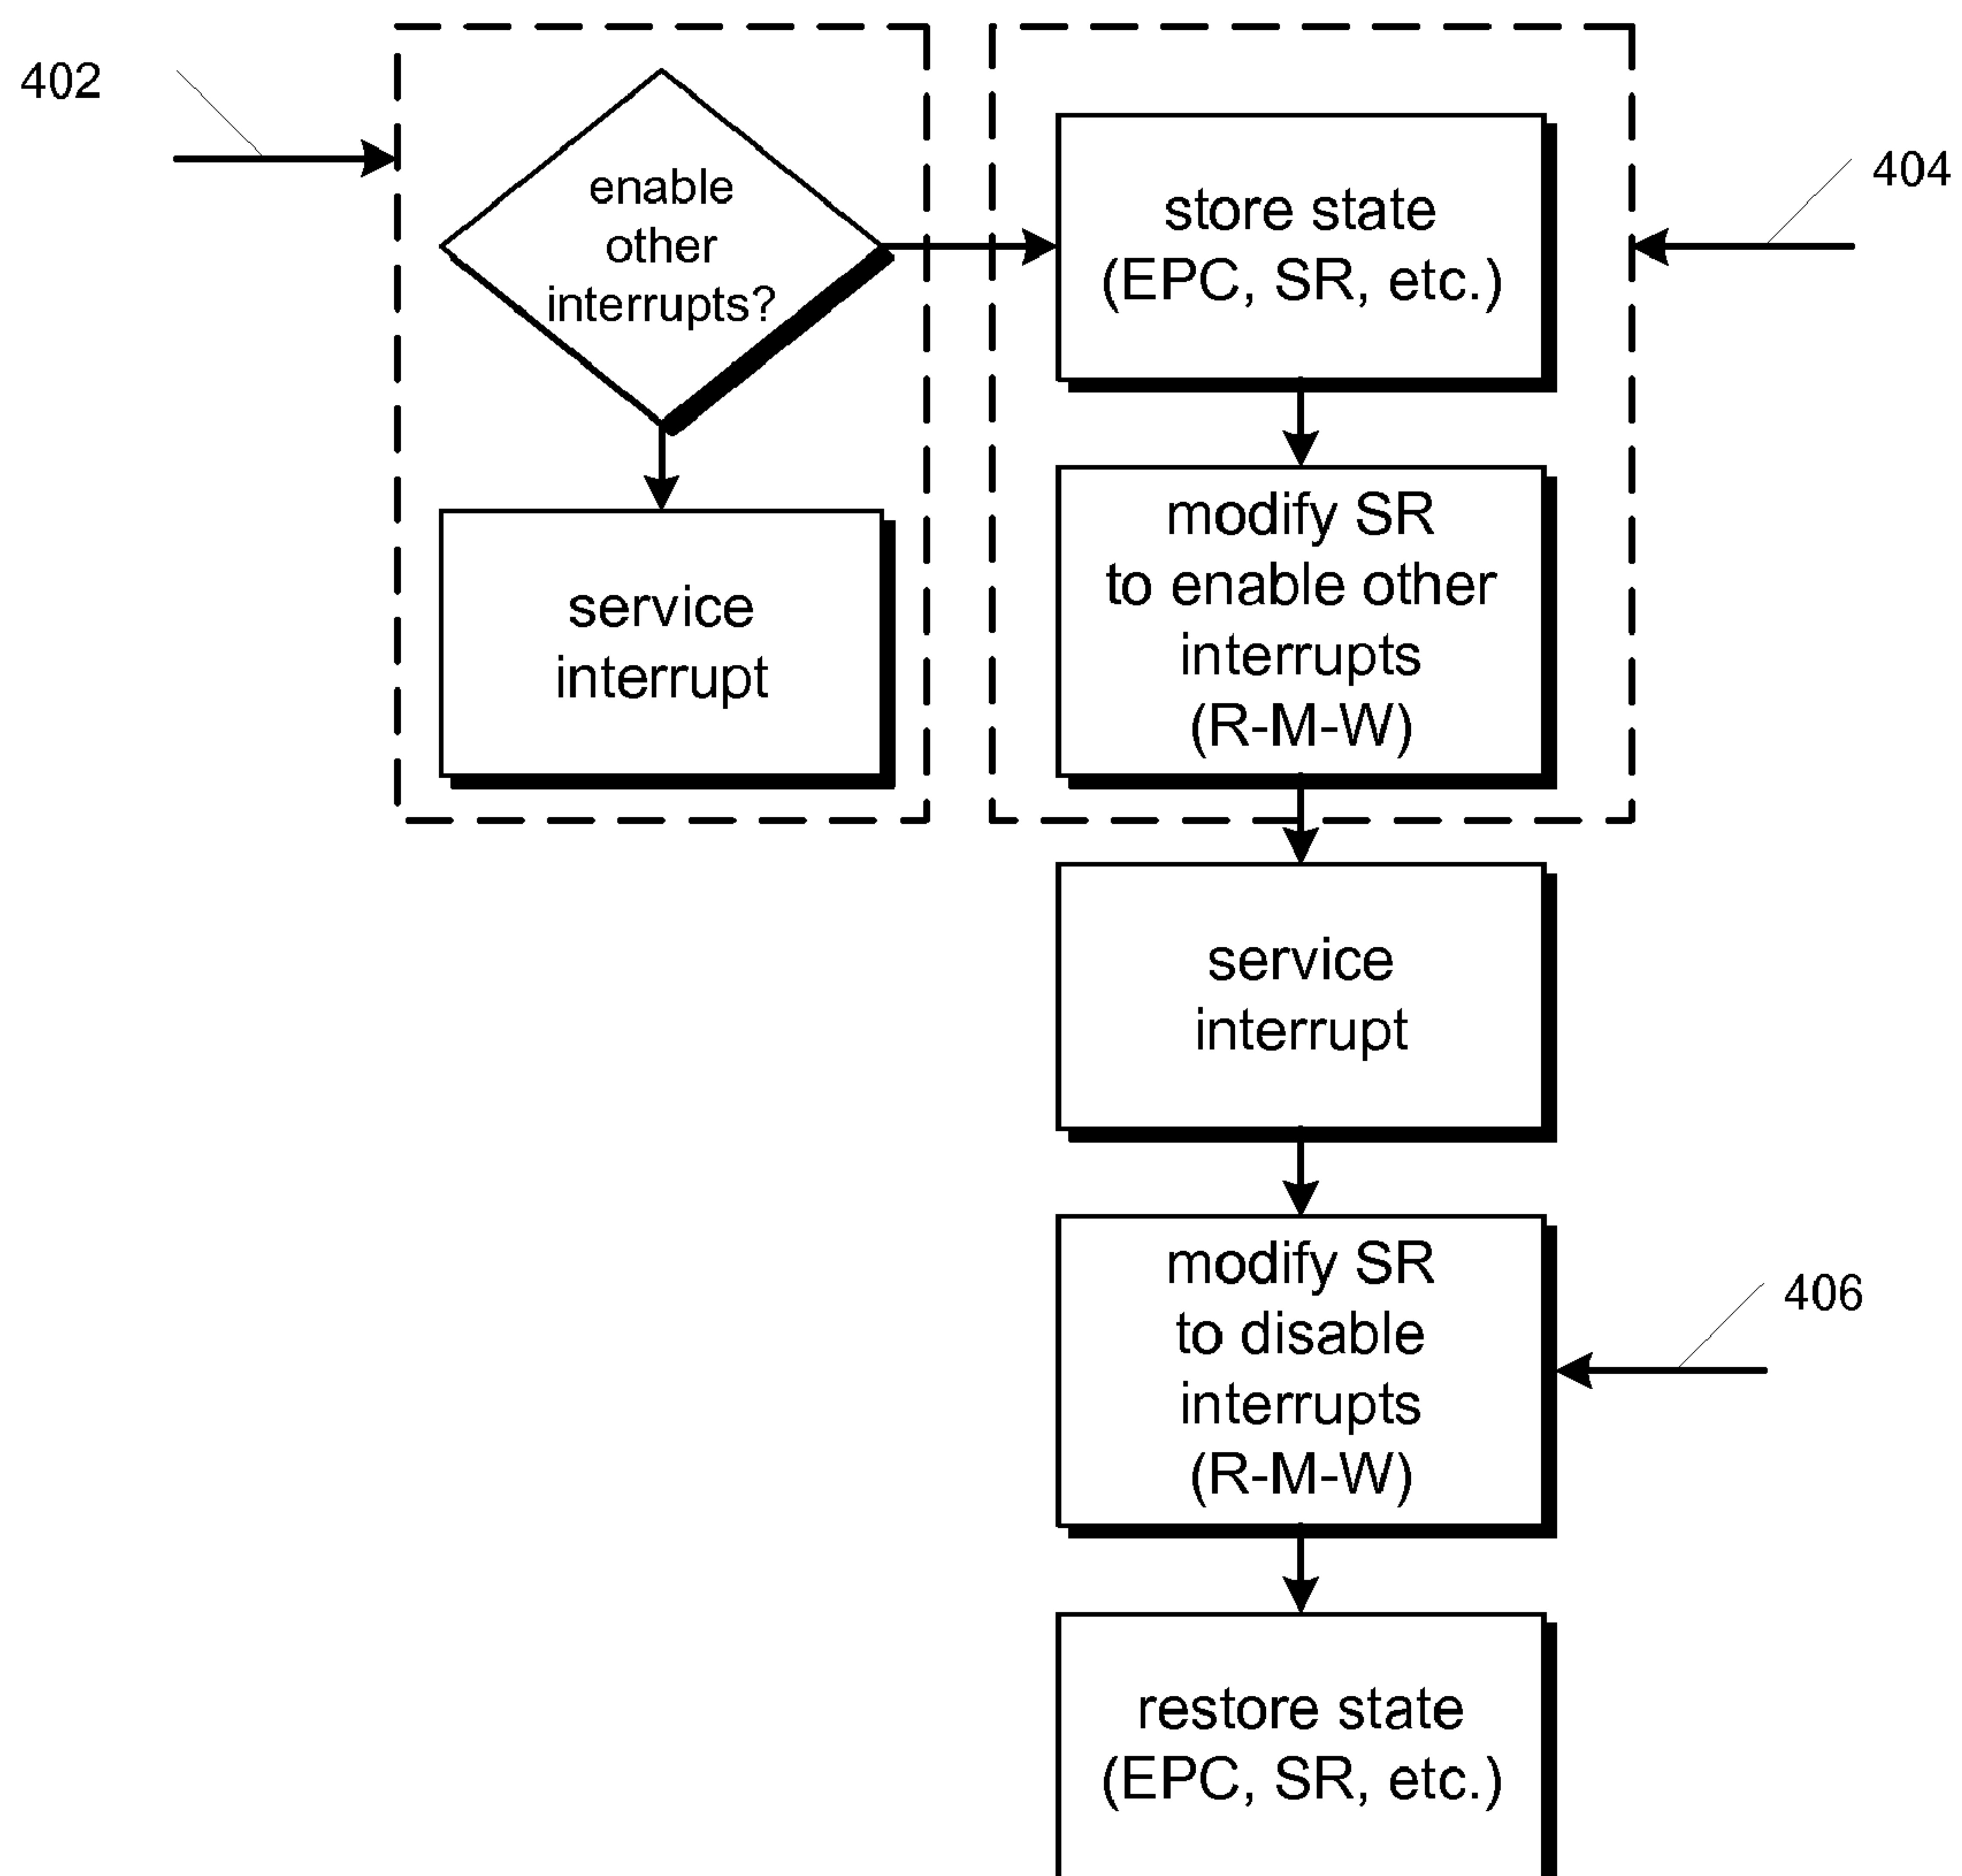 402
enable
other
interrupts?
service
interrupt
store state
(EPC, SR, etc.)
404
modify SR
to enable other
interrupts
(R-M-W)
service
interrupt
modify SR
to disable
interrupts
(R-M-W)
406
restore state
(EPC, SR, etc.)